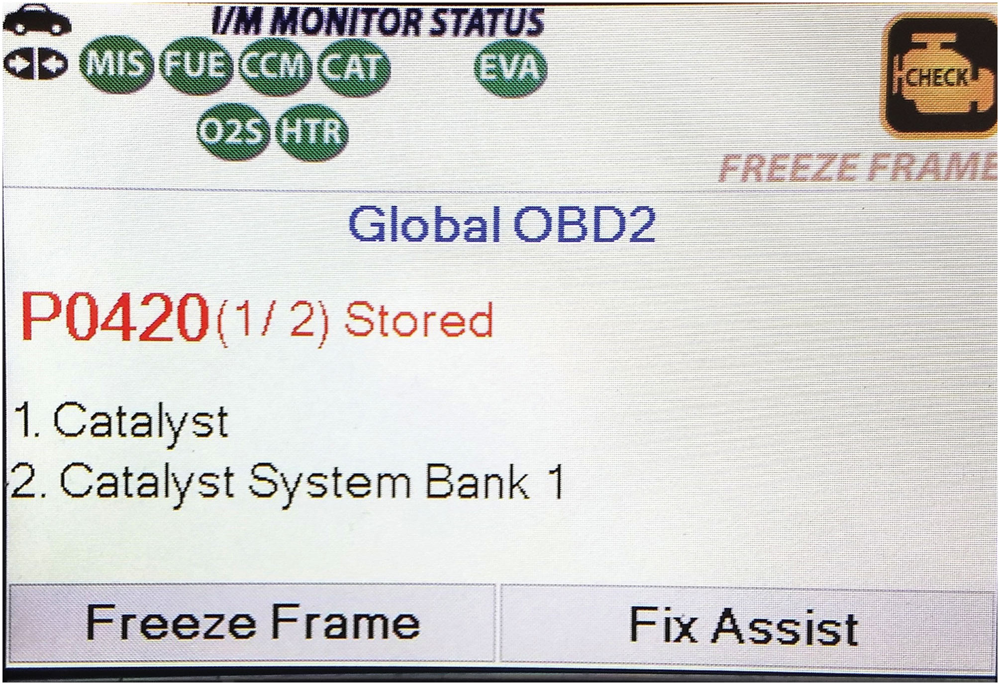 I/M MONITOR STATUS
MIS FUE CCM CAT EVA
O2S HTR
CHECK
FREEZE FRAME
Global OBD2
P0420(1/ 2) Stored
1. Catalyst
2. Catalyst System Bank 1
Freeze Frame Fix Assist